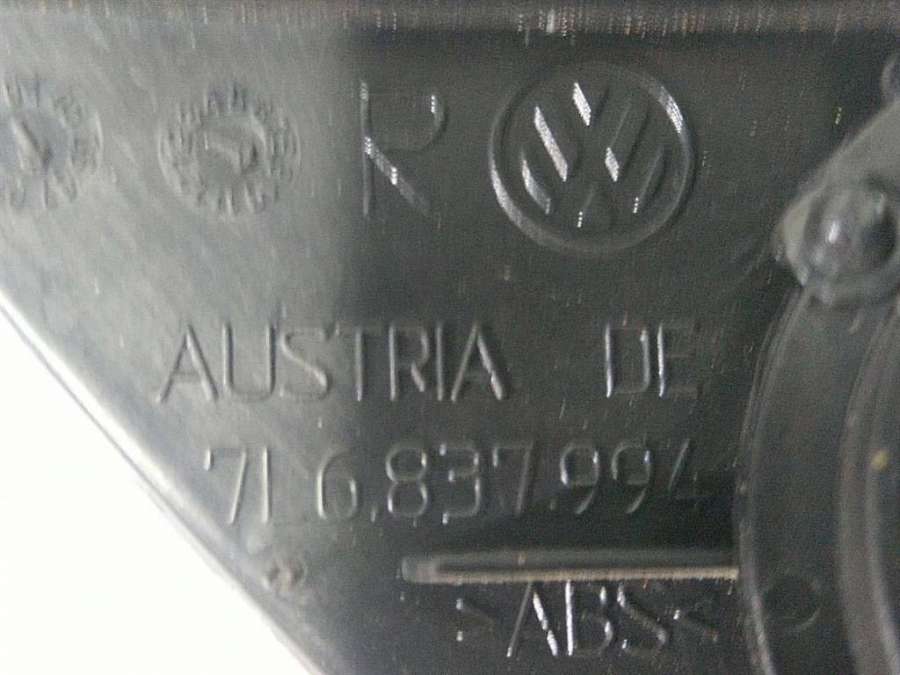 R
AUSTRIA DE
7L6.837.994
>ABS<